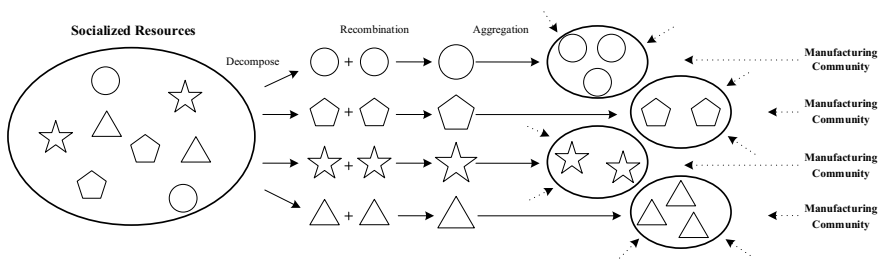 Socialized Resources
Decompose
Recombination
Aggregation
+
+
+
+
Manufacturing
Community
Manufacturing
Community
Manufacturing
Community
Manufacturing
Community